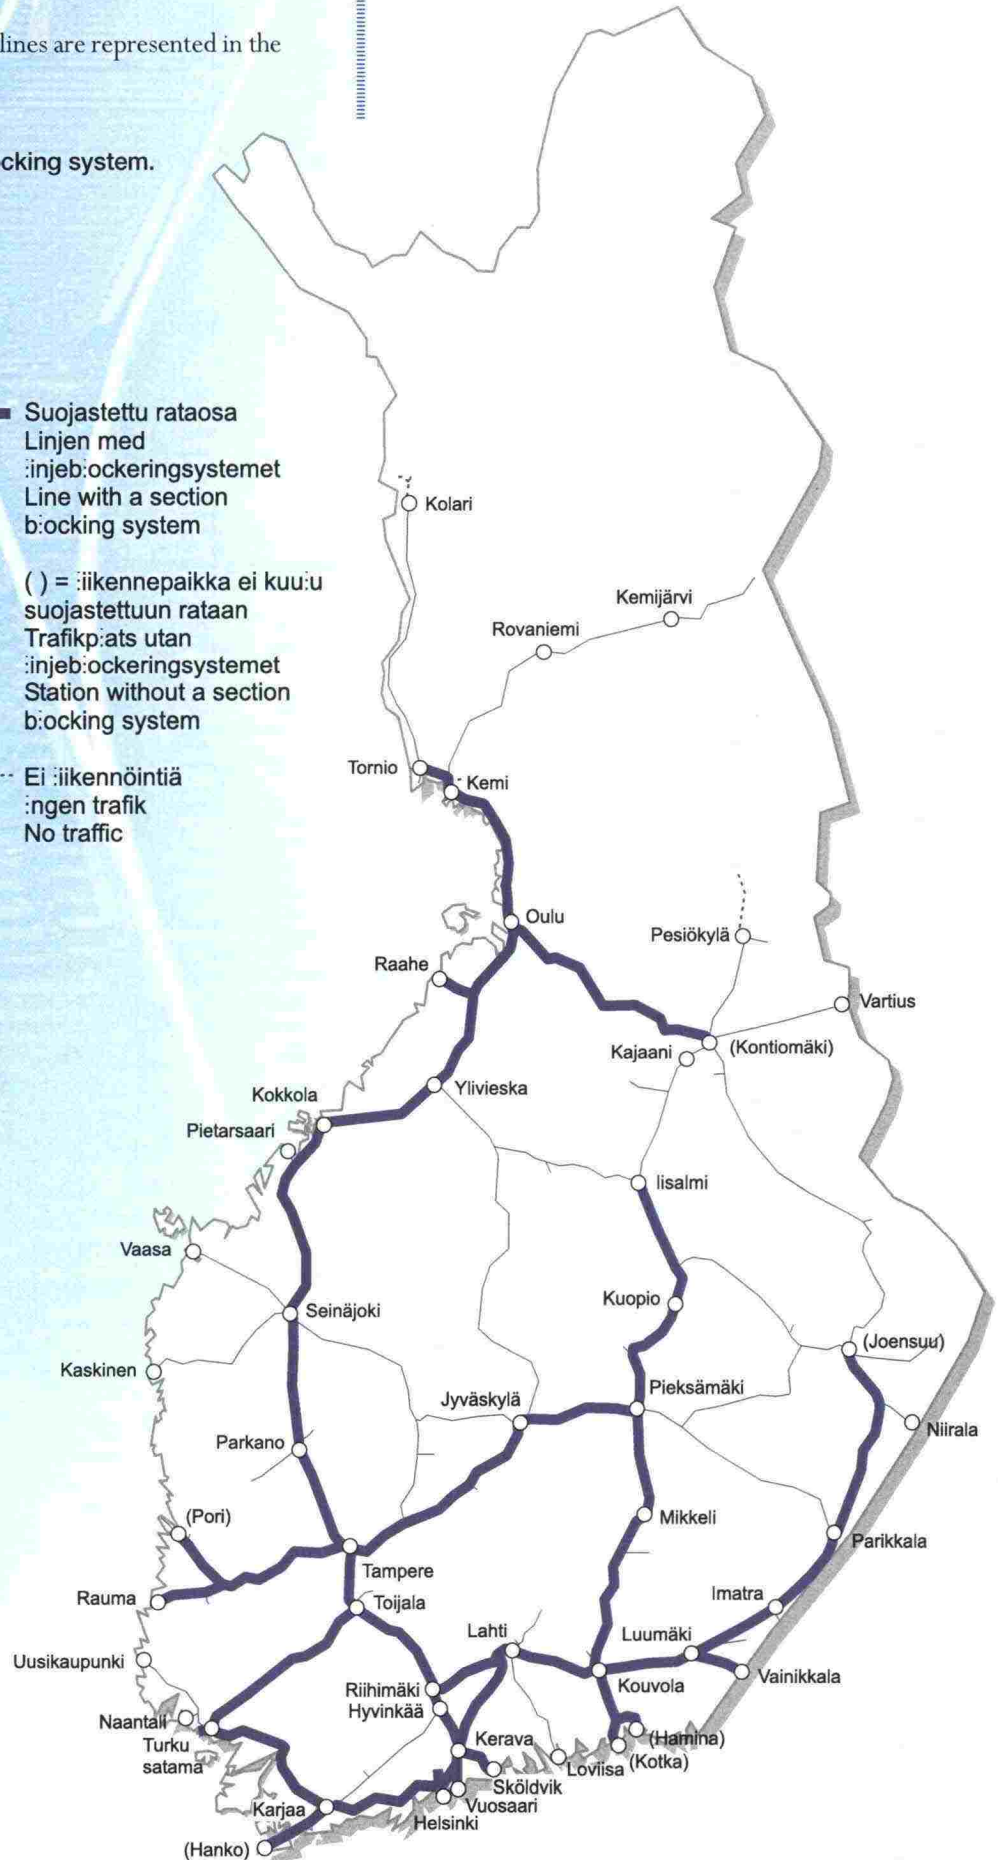 lines are represented in the
cking system.
Suojastettu rataosa
Linjen med
:injeb:ockeringsystemet
Line with a section
b:ocking system
( ) = :iikennepaikka ei kuu:u
suojastettuun rataan
Trafikp:ats utan
:injeb:ockeringsystemet
Station without a section
b:ocking system
Ei :iikennöintiä
:ngen trafik
No traffic
Kolari
Kemijärvi
Rovaniemi
Tornio
Kemi
Oulu
Pesiökylä
Raahe
Vartius
Kajaani
(Kontiomäki)
Ylivieska
Kokkola
Pietarsaari
Iisalmi
Vaasa
Kuopio
Seinäjoki
(Joensuu)
Kaskinen
Pieksämäki
Jyväskylä
Niirala
Parkano
Mikkeli
(Pori)
Parikkala
Tampere
Rauma
Imatra
Toijala
Lahti
Luumäki
Uusikaupunki
Vainikkala
Riihimäki
Kouvola
Hyvinkää
Naantali
Kerava
(Hamina)
Turku
satama
Loviisa
(Kotka)
Sköldvik
Vuosaari
Karjaa
Helsinki
(Hanko)